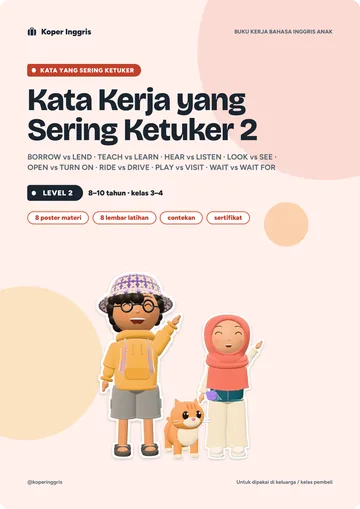 Koper Inggris
BUKU KERJA BAHASA INGGRIS ANAK
KATA YANG SERING KETUKER
Kata Kerja yang
Sering Ketuker 2
BORROW vs LEND · TEACH vs LEARN · HEAR vs LISTEN · LOOK vs SEE ·
OPEN vs TURN ON · RIDE vs DRIVE · PLAY vs VISIT · WAIT vs WAIT FOR
LEVEL 2
8–10 tahun · kelas 3–4
8 poster materi
8 lembar latihan
contekan
sertifikat
@koperinggris
Untuk dipakai di keluarga / kelas pembeli